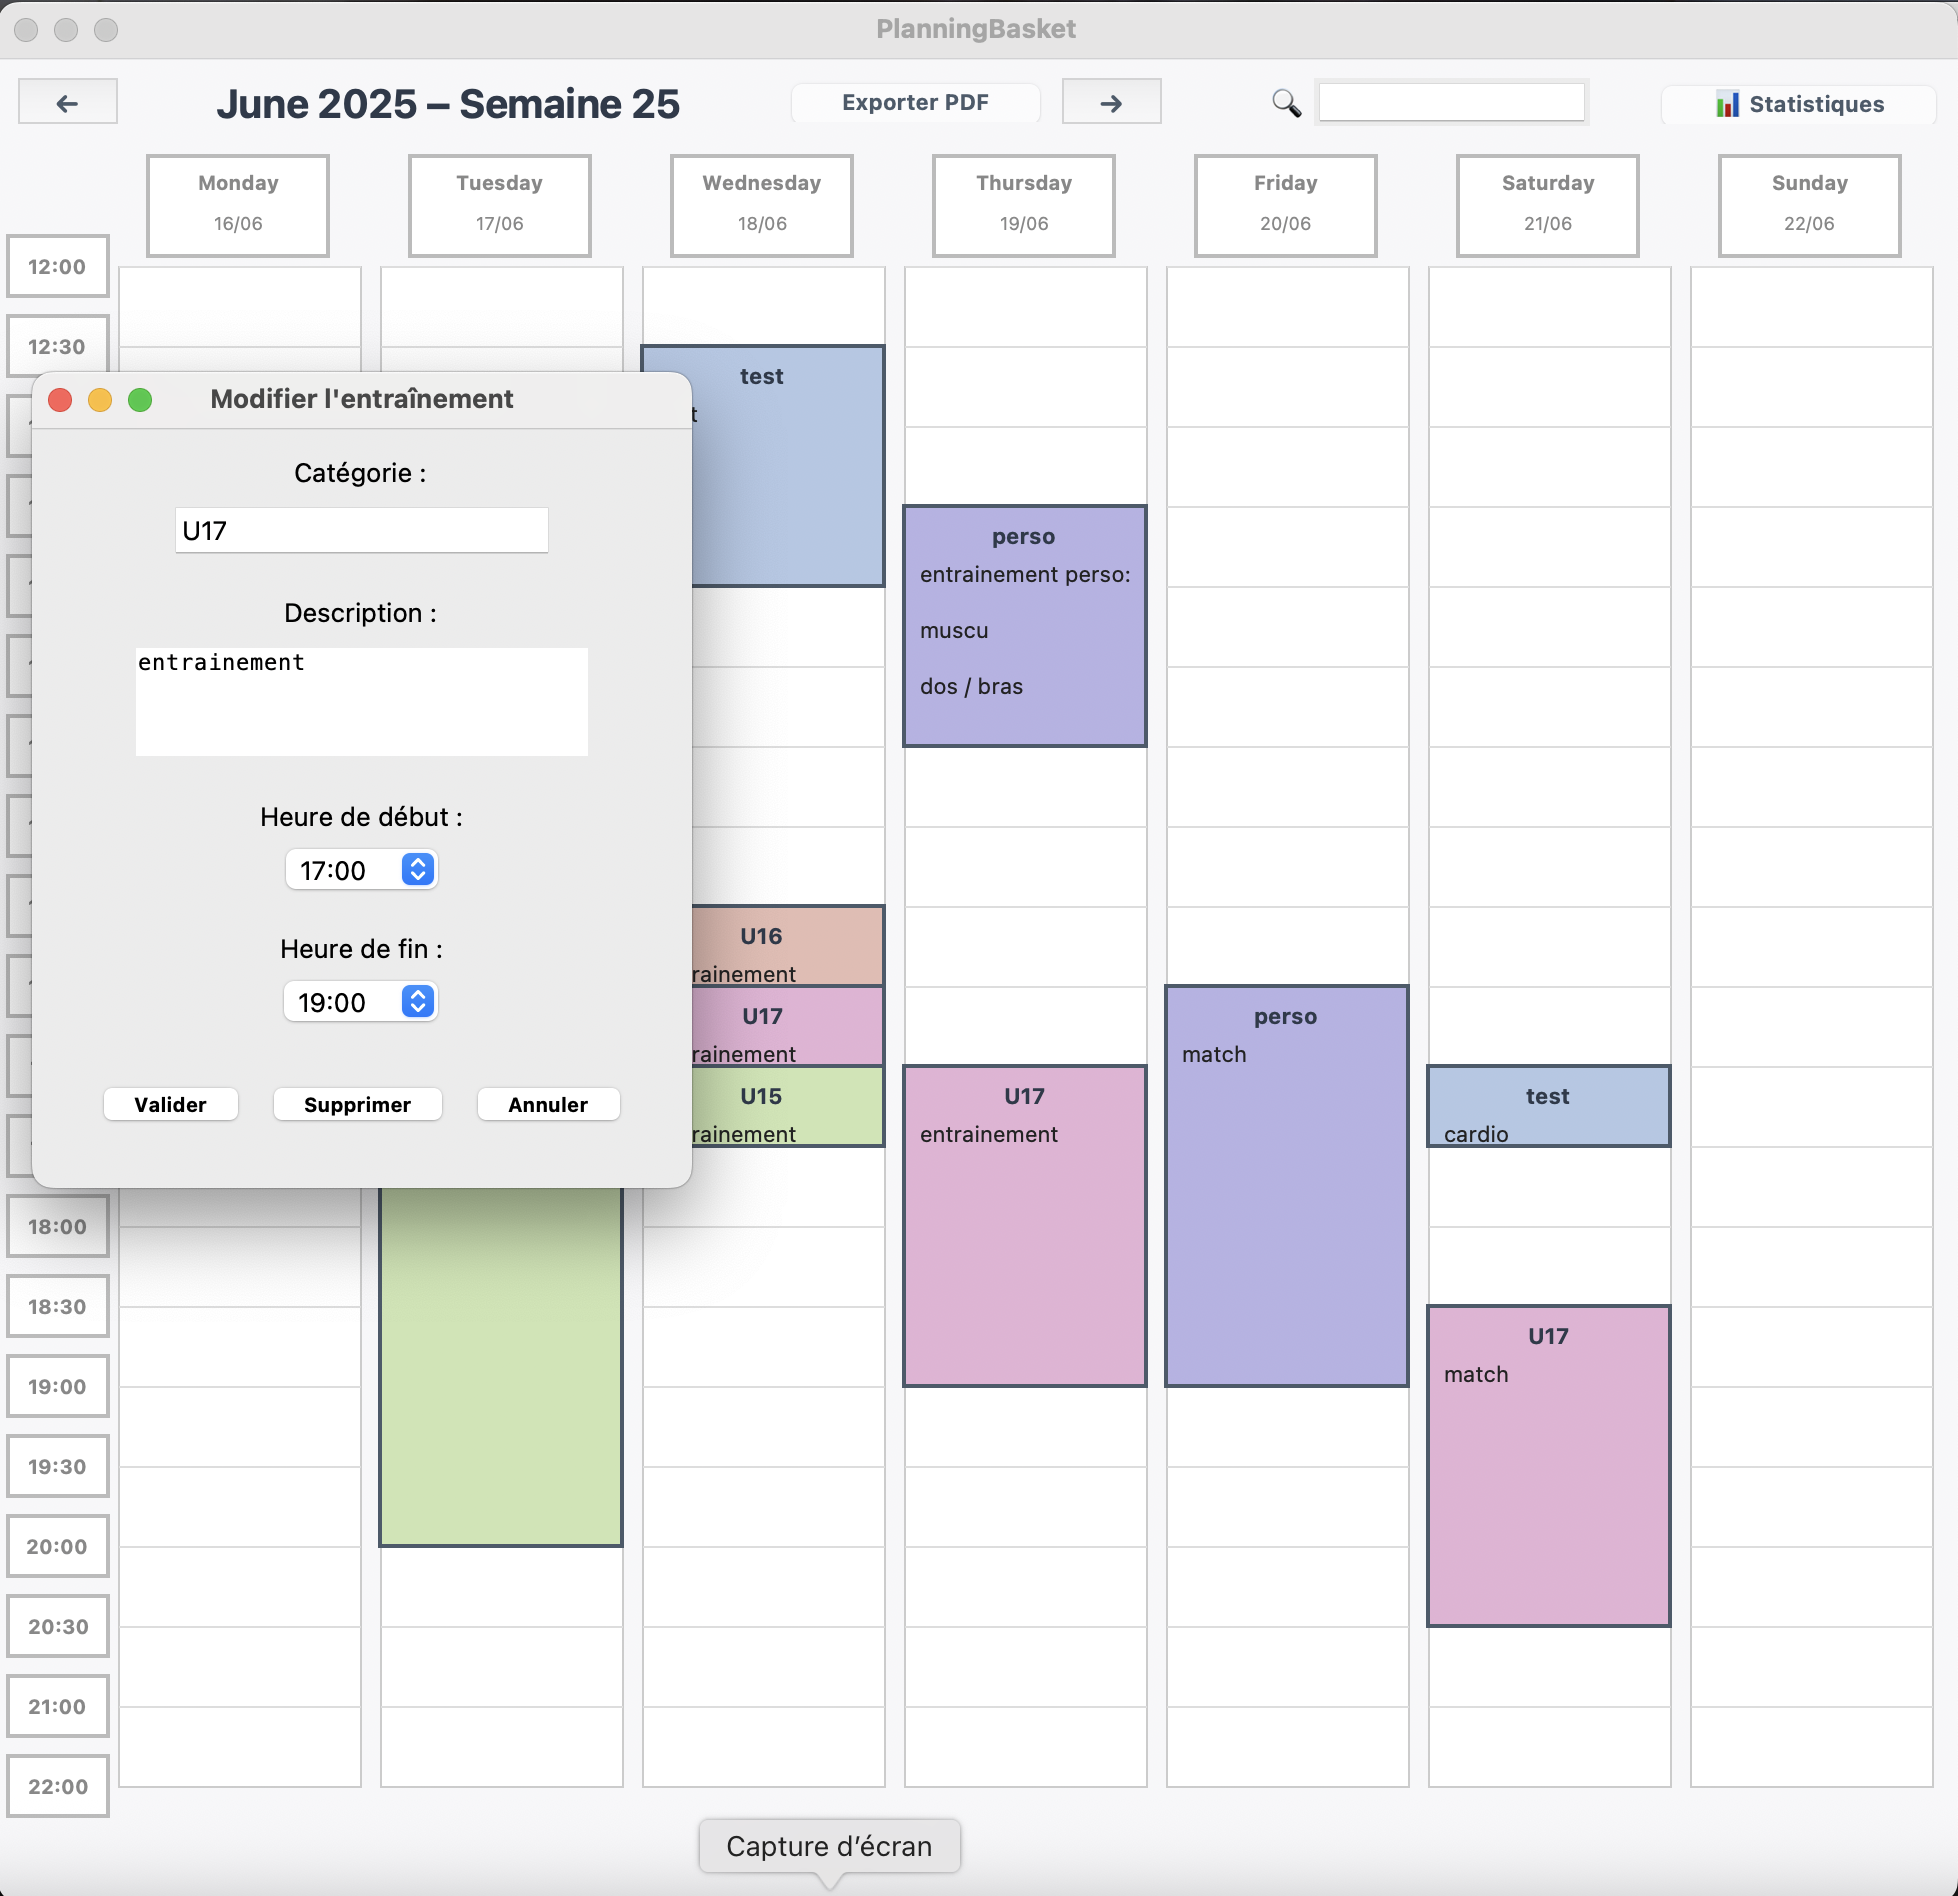 PlanningBasket
←
June 2025 – Semaine 25
Exporter PDF
→
Statistiques
Monday
16/06
Tuesday
17/06
Wednesday
18/06
Thursday
19/06
Friday
20/06
Saturday
21/06
Sunday
22/06
12:00
12:30
Modifier l'entraînement
Catégorie :
U17
Description :
entrainement
Heure de début :
17:00
Heure de fin :
19:00
Valider
Supprimer
Annuler
18:00
18:30
19:00
19:30
20:00
20:30
21:00
22:00
test
t
U16
rainement
U17
rainement
U15
rainement
perso
entrainement perso:
muscu
dos / bras
U17
entrainement
perso
match
test
cardio
U17
match
Capture d’écran